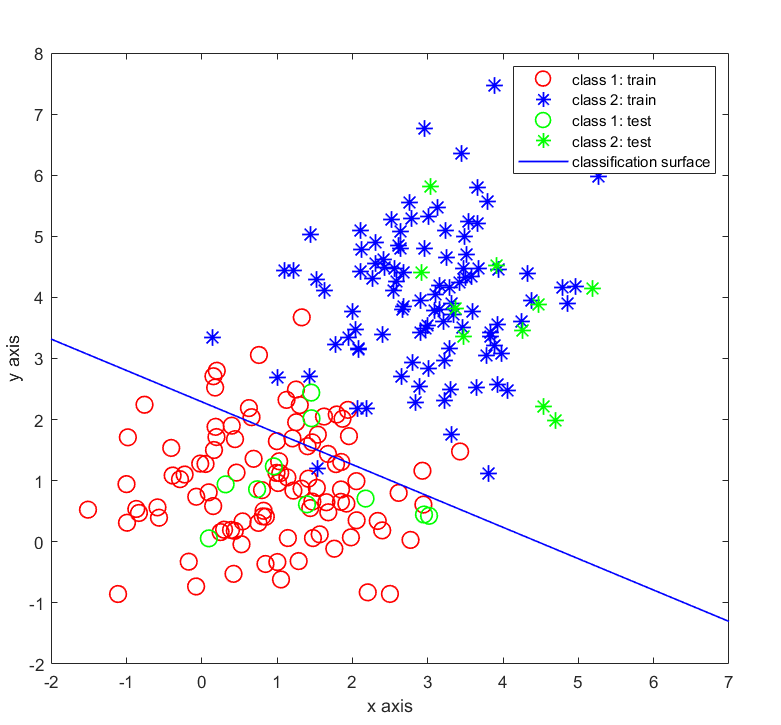 8
7
6
5
4
3
2
1
0
-1
-2
y axis
class 1: train
class 2: train
class 1: test
class 2: test
classification surface
-2 -1 0 1 2 3 4 5 6 7
x axis